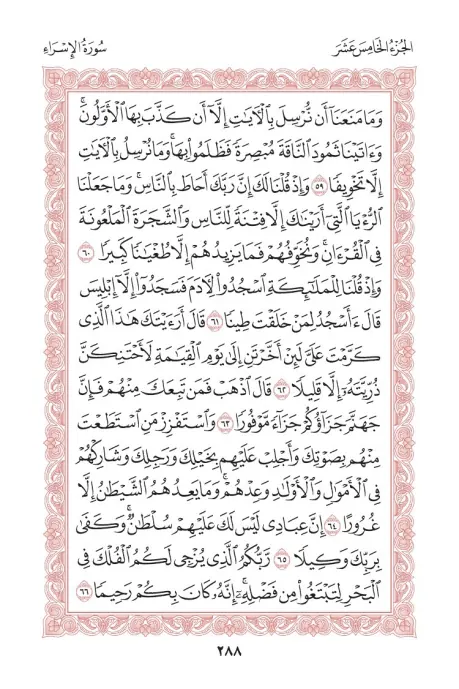 الجزء الخامس عشر
سورة الإسراء
وَمَا مَنَعَنَآ أَن نُّرْسِلَ بِٱلْأٓيَٰتِ إِلَّآ أَن كَذَّبَ بِهَا ٱلْأَوَّلُونَۚ
وَءَاتَيْنَا ثَمُودَ ٱلنَّاقَةَ مُبْصِرَةً فَظَلَمُوا۟ بِهَاۚ وَمَا نُرْسِلُ بِٱلْأٓيَٰتِ
إِلَّا تَخْوِيفًا ٥٩ وَإِذْ قُلْنَا لَكَ إِنَّ رَبَّكَ أَحَاطَ بِٱلنَّاسِۚ وَمَا جَعَلْنَا
ٱلرُّءْيَا ٱلَّتِىٓ أَرَيْنَٰكَ إِلَّا فِتْنَةً لِّلنَّاسِ وَٱلشَّجَرَةَ ٱلْمَلْعُونَةَ
فِى ٱلْقُرْءَانِۚ وَنُخَوِّفُهُمْ فَمَا يَزِيدُهُمْ إِلَّا طُغْيَٰنًا كَبِيرًا ٦٠
وَإِذْ قُلْنَا لِلْمَلَٰٓئِكَةِ ٱسْجُدُوا۟ لِأٓدَمَ فَسَجَدُوٓا۟ إِلَّآ إِبْلِيسَ
قَالَ ءَأَسْجُدُ لِمَنْ خَلَقْتَ طِينًا ٦١ قَالَ أَرَءَيْتَكَ هَٰذَا ٱلَّذِى
كَرَّمْتَ عَلَىَّ لَئِنْ أَخَّرْتَنِ إِلَىٰ يَوْمِ ٱلْقِيَٰمَةِ لَأَحْتَنِكَنَّ
ذُرِّيَّتَهُۥٓ إِلَّا قَلِيلًا ٦٢ قَالَ ٱذْهَبْ فَمَن تَبِعَكَ مِنْهُمْ فَإِنَّ
جَهَنَّمَ جَزَآؤُكُمْ جَزَآءً مَّوْفُورًا ٦٣ وَٱسْتَفْزِزْ مَنِ ٱسْتَطَعْتَ
مِنْهُم بِصَوْتِكَ وَأَجْلِبْ عَلَيْهِم بِخَيْلِكَ وَرَجِلِكَ وَشَارِكْهُمْ
فِى ٱلْأَمْوَٰلِ وَٱلْأَوْلَٰدِ وَعِدْهُمْۚ وَمَا يَعِدُهُمُ ٱلشَّيْطَٰنُ إِلَّا
غُرُورًا ٦٤ إِنَّ عِبَادِى لَيْسَ لَكَ عَلَيْهِمْ سُلْطَٰنٌۚ وَكَفَىٰ
بِرَبِّكَ وَكِيلًا ٦٥ رَّبُّكُمُ ٱلَّذِى يُزْجِى لَكُمُ ٱلْفُلْكَ فِى
ٱلْبَحْرِ لِتَبْتَغُوا۟ مِن فَضْلِهِۦٓۚ إِنَّهُۥ كَانَ بِكُمْ رَحِيمًا ٦٦
٢٨٨